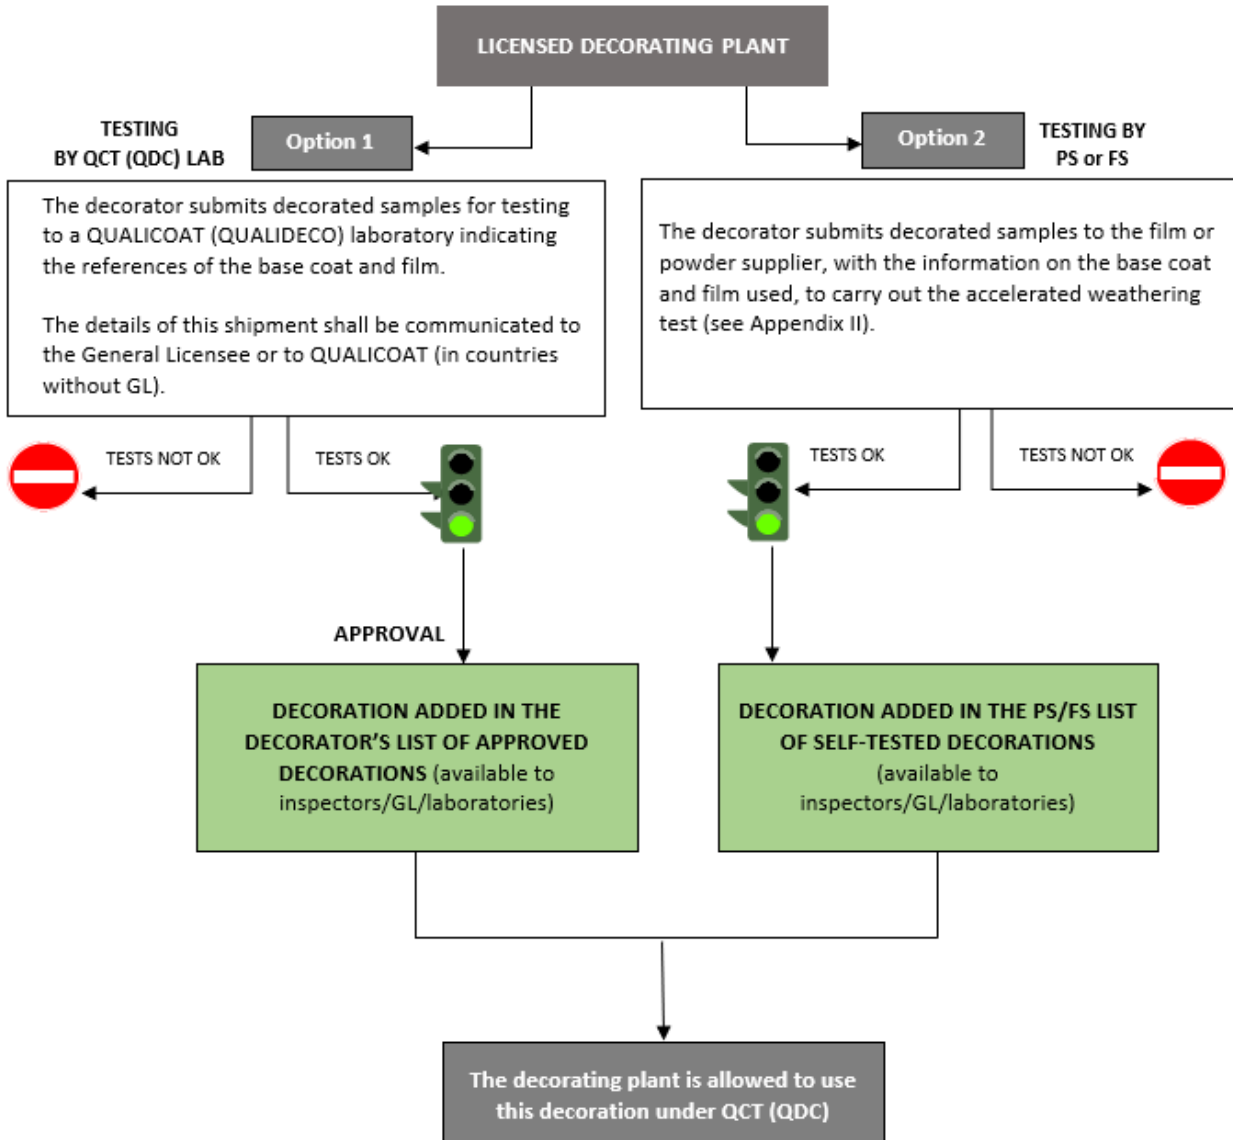 LICENSED DECORATING PLANT
TESTING
BY QCT (QDC) LAB
Option 1
Option 2
TESTING BY
PS or FS
The decorator submits decorated samples for testing
to a QUALICOAT (QUALIDECO) laboratory indicating
the references of the base coat and film.
The details of this shipment shall be communicated to
the General Licensee or to QUALICOAT (in countries
without GL).
The decorator submits decorated samples to the film or
powder supplier, with the information on the base coat
and film used, to carry out the accelerated weathering
test (see Appendix II).
TESTS NOT OK
TESTS OK
TESTS OK
TESTS NOT OK
APPROVAL
DECORATION ADDED IN THE
DECORATOR’S LIST OF APPROVED
DECORATIONS (available to
inspectors/GL/laboratories)
DECORATION ADDED IN THE PS/FS LIST
OF SELF-TESTED DECORATIONS
(available to
inspectors/GL/laboratories)
The decorating plant is allowed to use
this decoration under QCT (QDC)